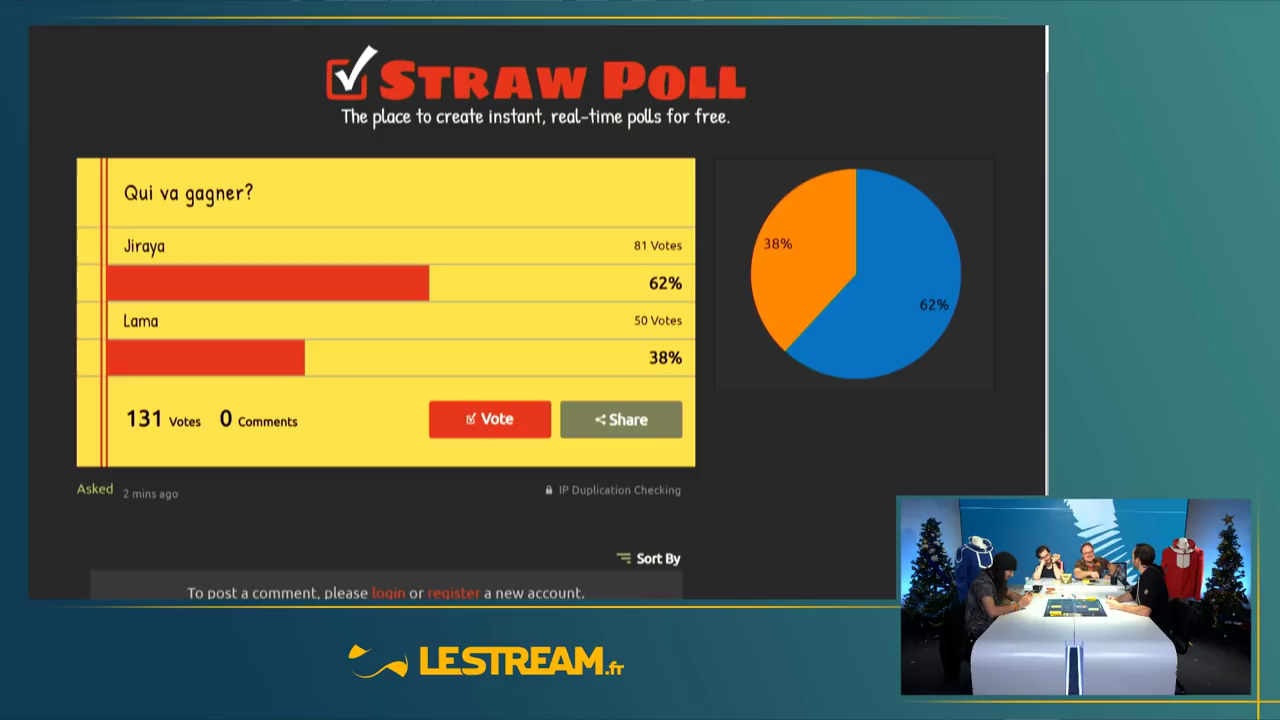 STRAW POLL
The place to create instant, real-time polls for free.
Qui va gagner?
Jiraya
81 Votes
62%
Lama
50 Votes
38%
131 Votes 0 Comments
Vote
Share
38%
62%
Asked 2 mins ago
IP Duplication Checking
Sort By
To post a comment, please login or register a new account.
LESTREAM.fr